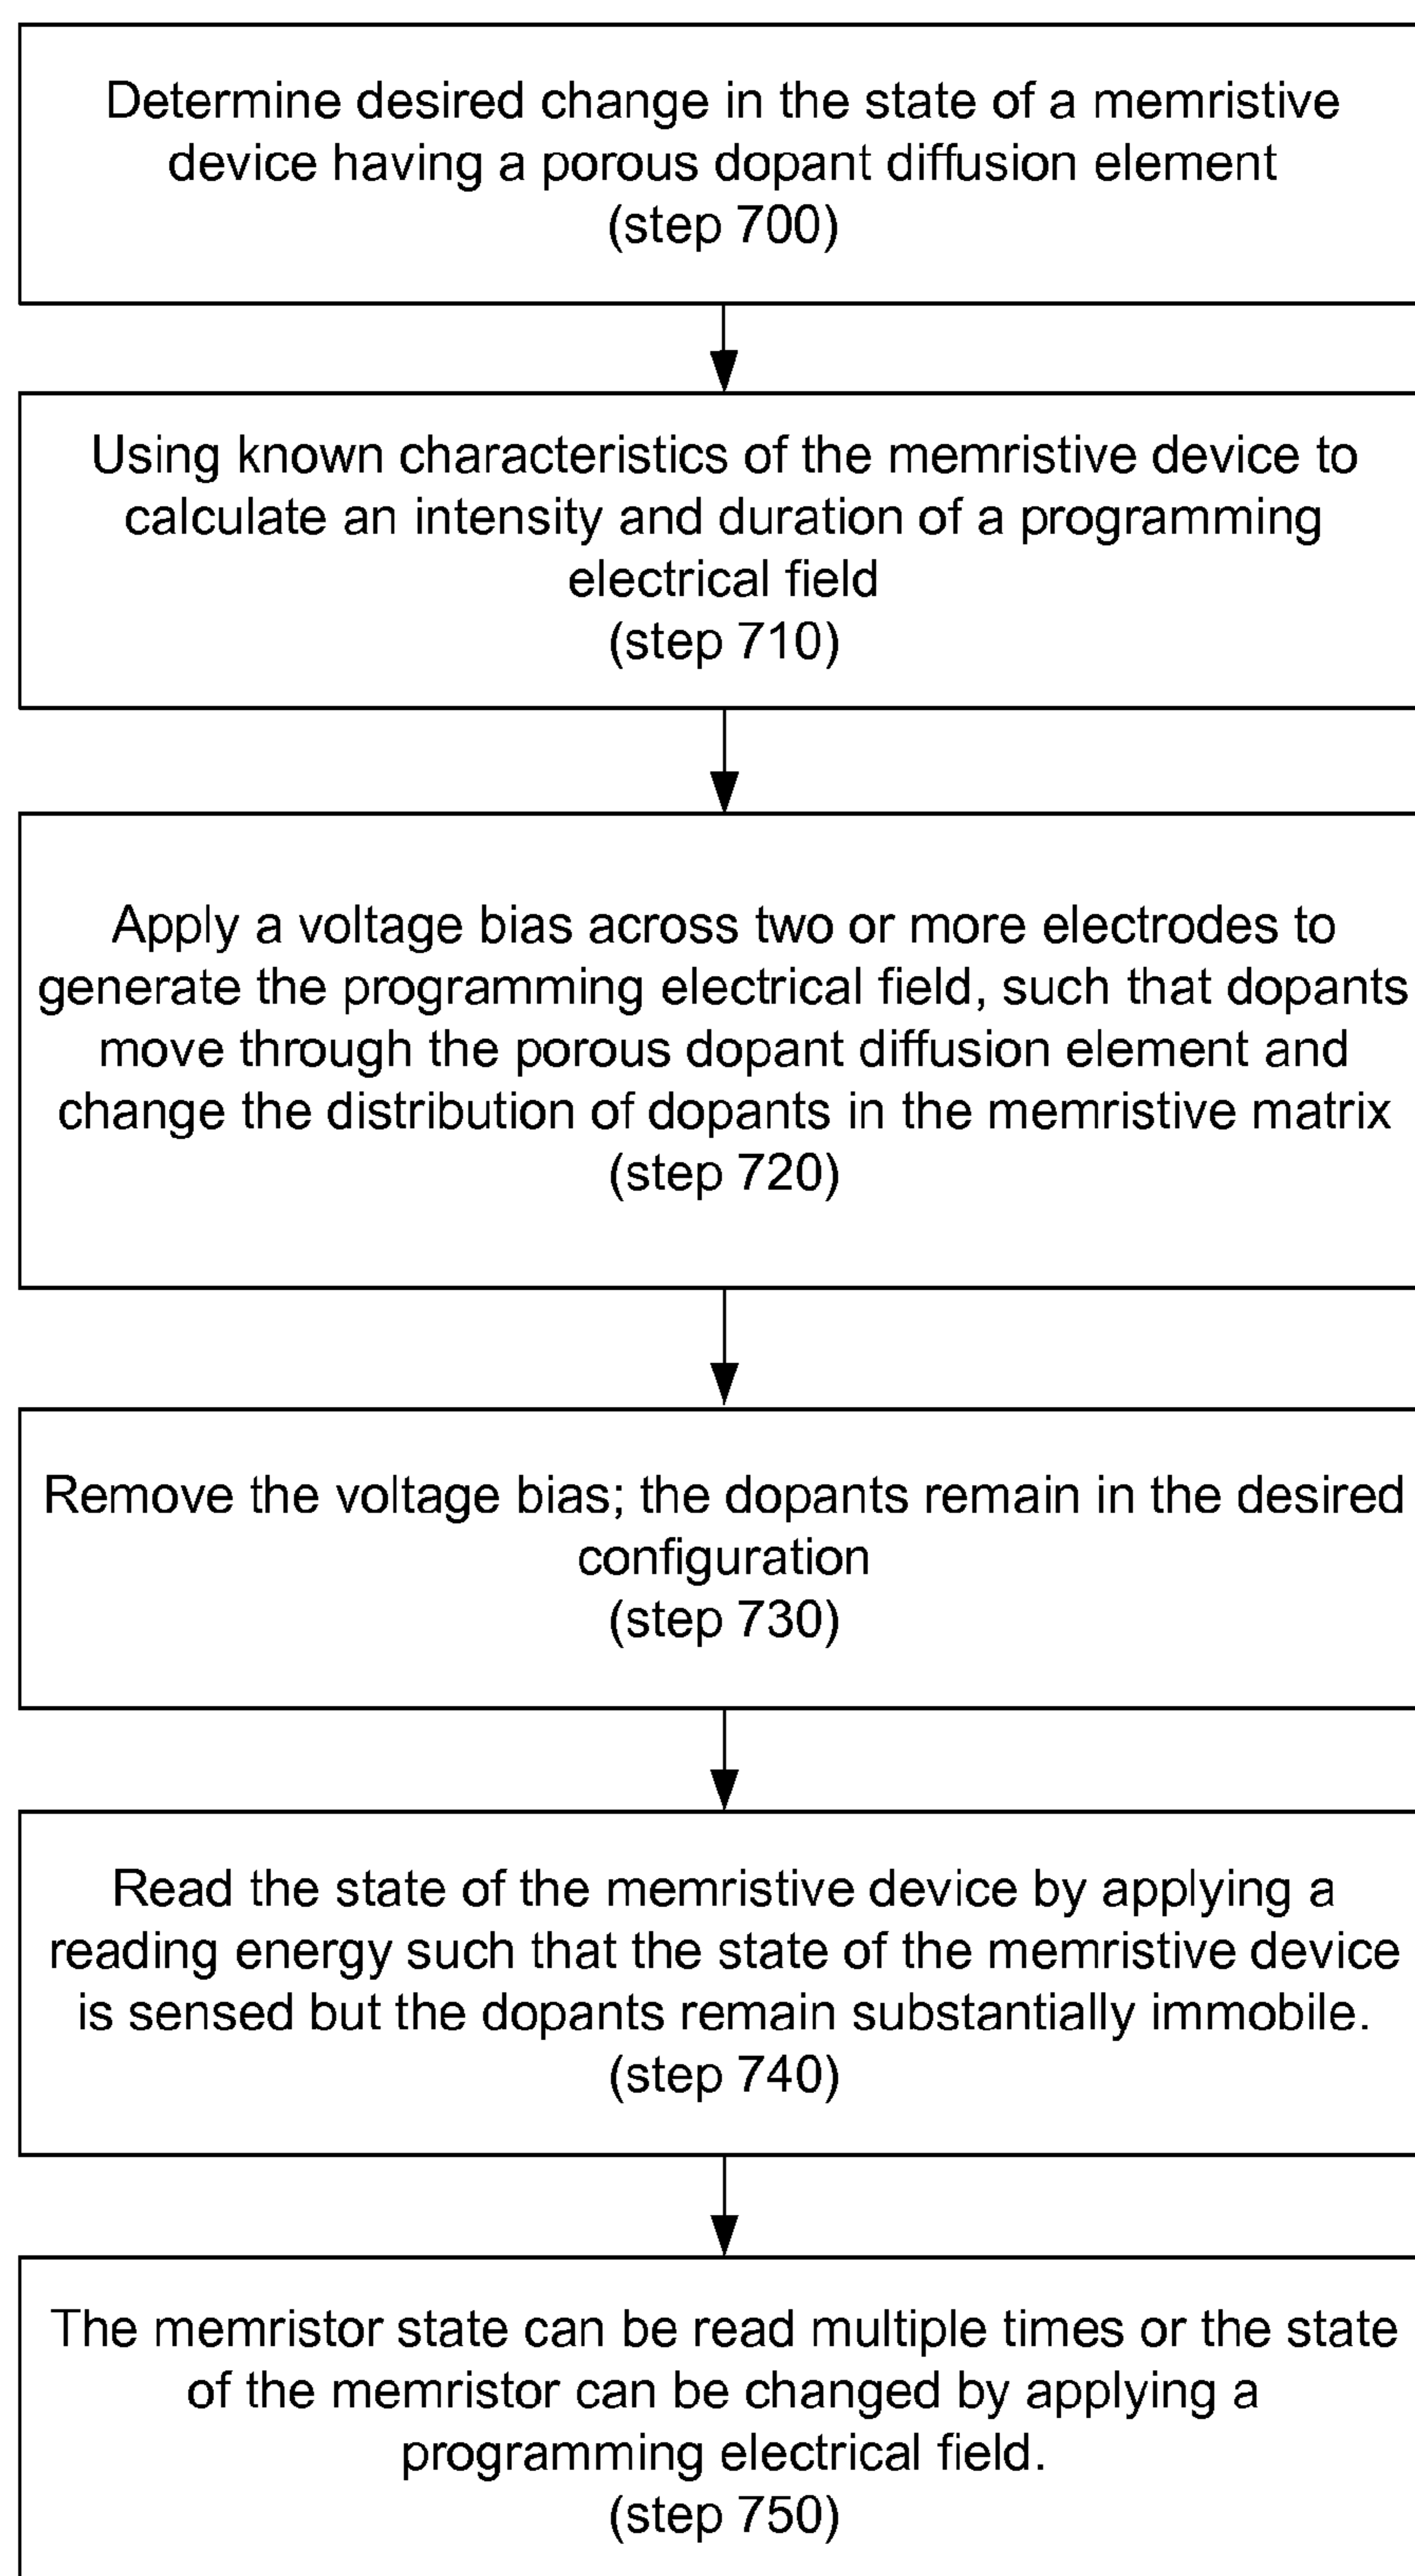 Determine desired change in the state of a memristive
device having a porous dopant diffusion element
(step 700)
Using known characteristics of the memristive device to
calculate an intensity and duration of a programming
electrical field
(step 710)
Apply a voltage bias across two or more electrodes to
generate the programming electrical field, such that dopants
move through the porous dopant diffusion element and
change the distribution of dopants in the memristive matrix
(step 720)
Remove the voltage bias; the dopants remain in the desired
configuration
(step 730)
Read the state of the memristive device by applying a
reading energy such that the state of the memristive device
is sensed but the dopants remain substantially immobile.
(step 740)
The memristor state can be read multiple times or the state
of the memristor can be changed by applying a
programming electrical field.
(step 750)